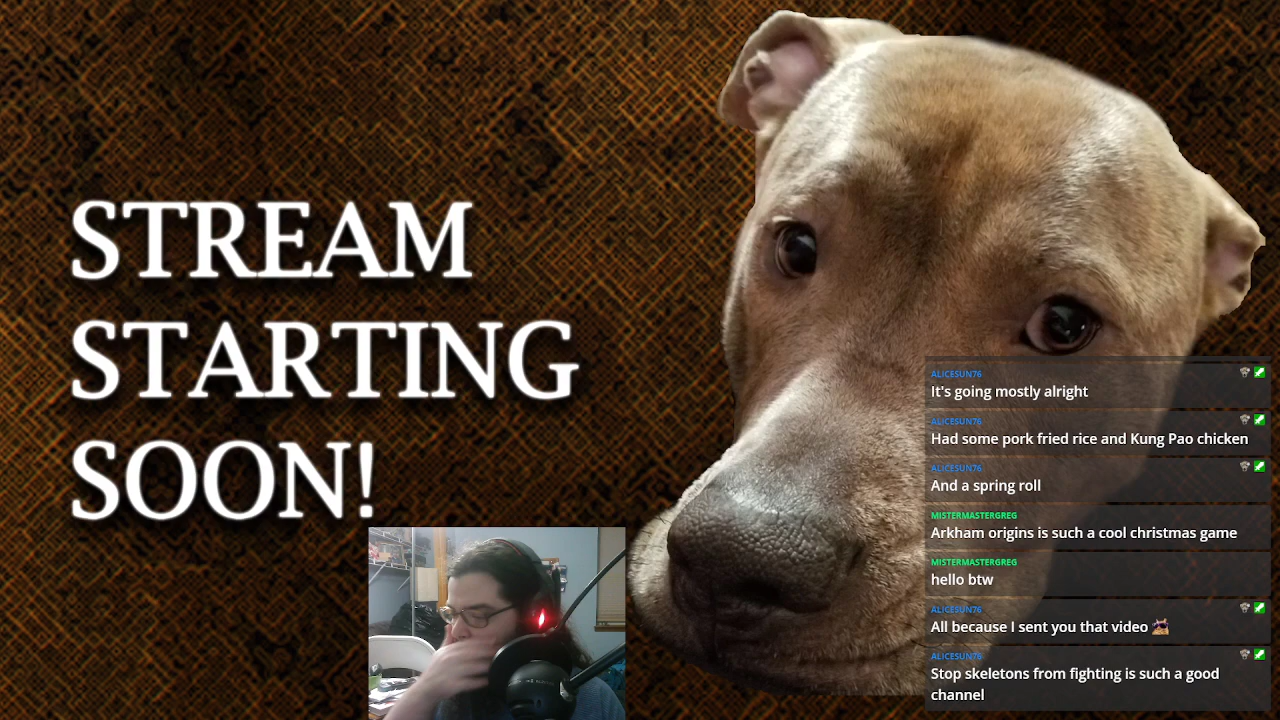 STREAM
STARTING
SOON!
ALICESUN76
It's going mostly alright
ALICESUN76
Had some pork fried rice and Kung Pao chicken
ALICESUN76
And a spring roll
MISTERMASTERGREG
Arkham origins is such a cool christmas game
MISTERMASTERGREG
hello btw
ALICESUN76
All because I sent you that video
ALICESUN76
Stop skeletons from fighting is such a good
channel